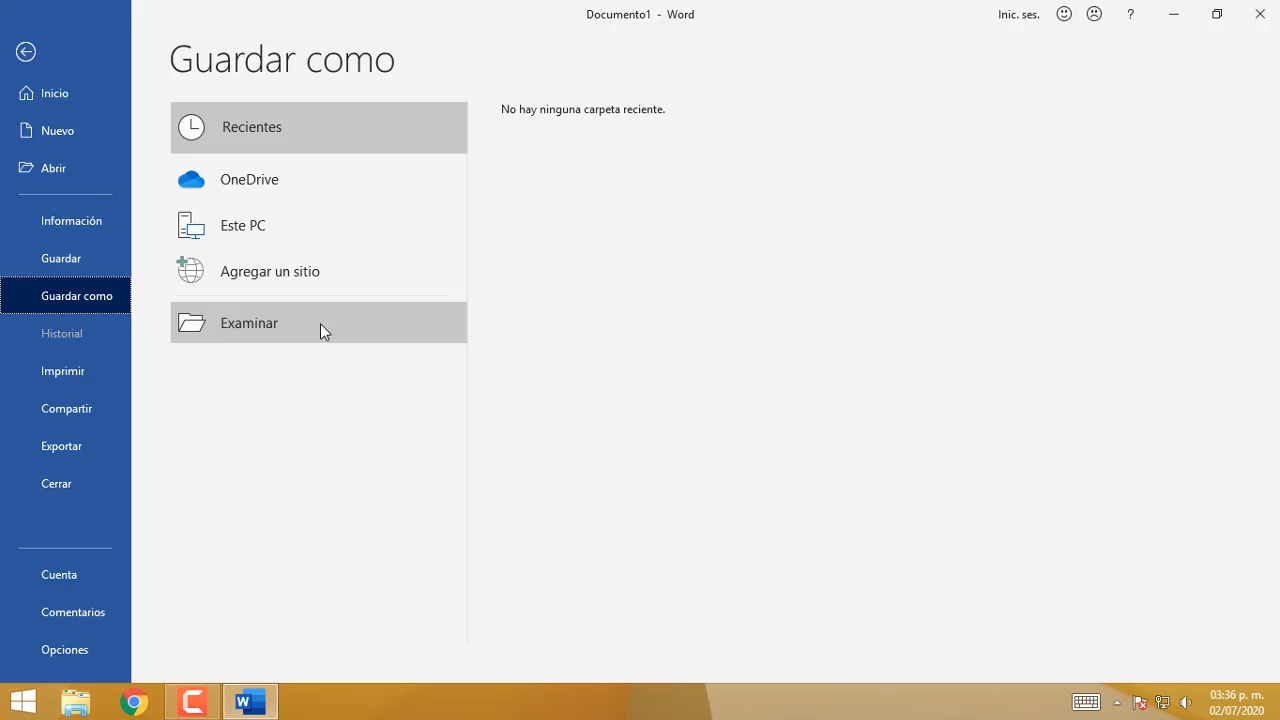 Documento1 - Word
Inic. ses.
?
Guardar como
Inicio
Nuevo
Abrir
Información
Guardar
Guardar como
Historial
Imprimir
Compartir
Exportar
Cerrar
Cuenta
Comentarios
Opciones
Recientes
OneDrive
Este PC
Agregar un sitio
Examinar
No hay ninguna carpeta reciente.
W
03:36 p. m.
02/07/2020